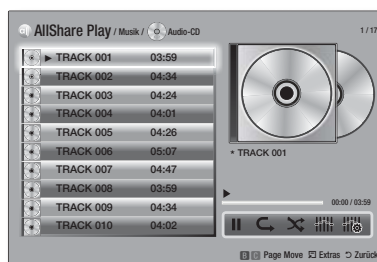 AllShare Play / Musik / Audio-CD 1 / 17
TRACK 001 03:59
TRACK 002 04:34
TRACK 003 04:24
TRACK 004 04:01
TRACK 005 04:26
TRACK 006 05:07
TRACK 007 04:47
TRACK 008 03:59
TRACK 009 04:34
TRACK 010 04:02
* TRACK 001
00:00 / 03:59
B C Page Move Extras Zurück